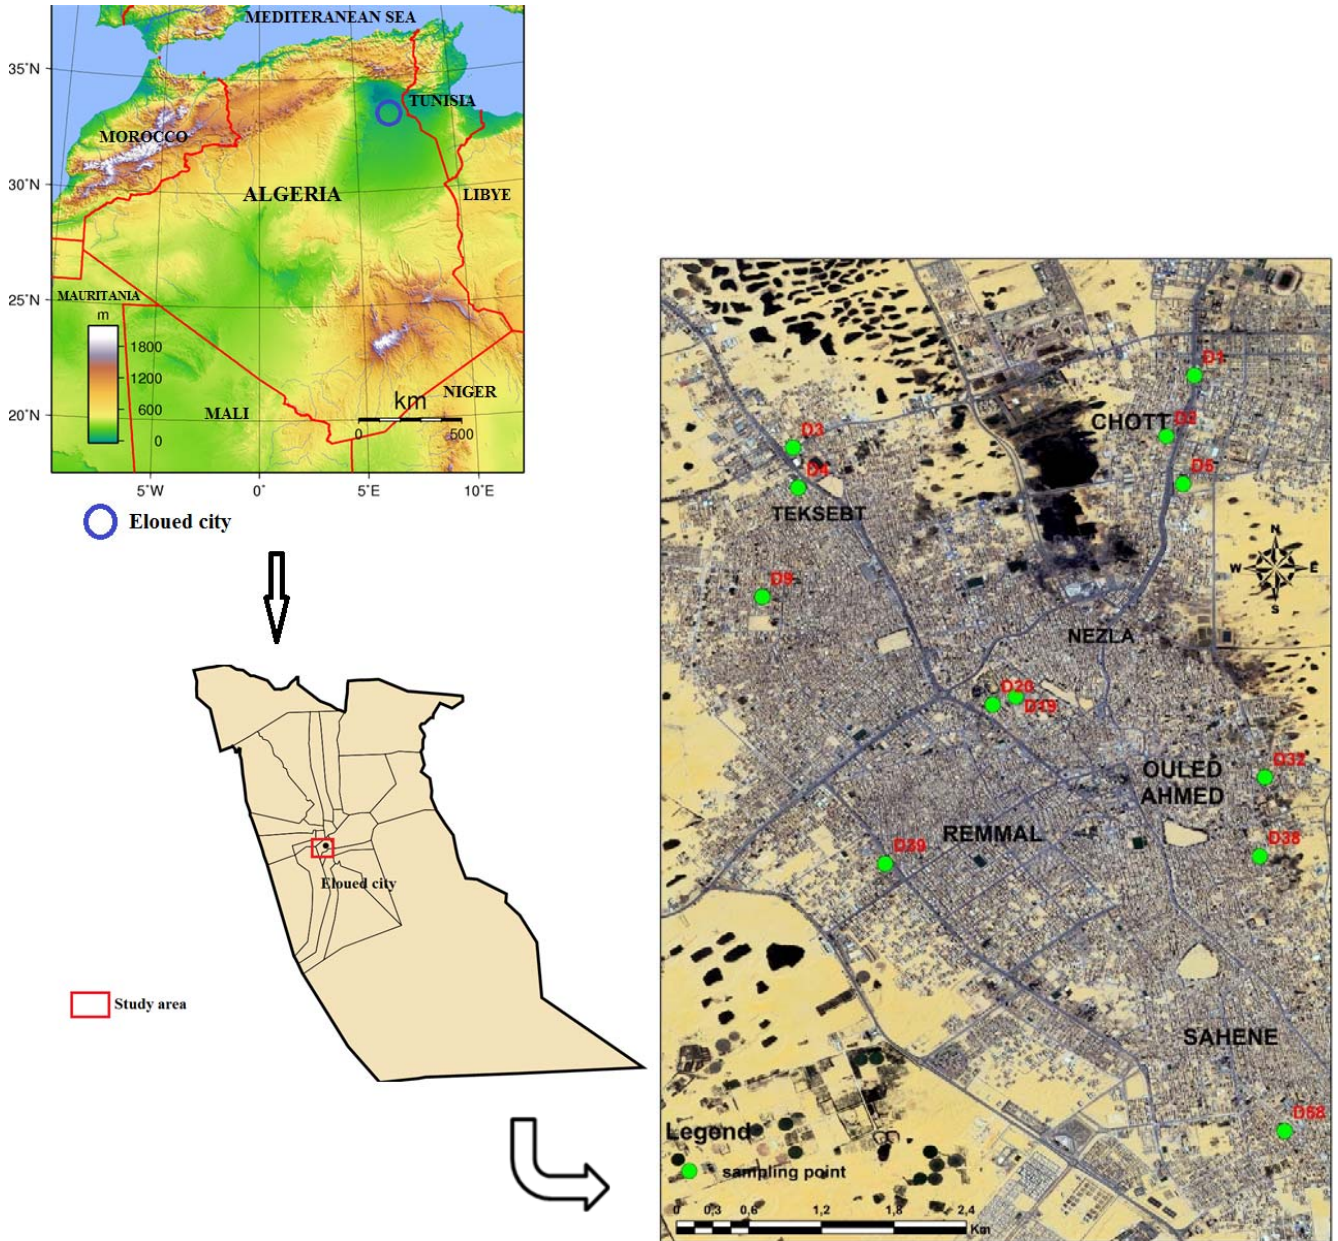 MEDITERANEAN SEA
35°N
TUNISIA
MOROCCO
30°N
ALGERIA
LIBYE
25°N
MAURITANIA
m
1800
1200
600
0
20°N
MALI
NIGER
km
0
500
5°W
0°
5°E
10°E
Eloued city
Eloued city
Study area
D1
CHOTT
D2
D3
D4
D5
TEKSEBT
N
W
E
S
D9
NEZLA
D20
D19
OULED
AHMED
D32
REMMAL
D38
D39
SAHENE
D58
Legend
sampling point
0
0,3
0,6
1,2
1,8
2,4
Km